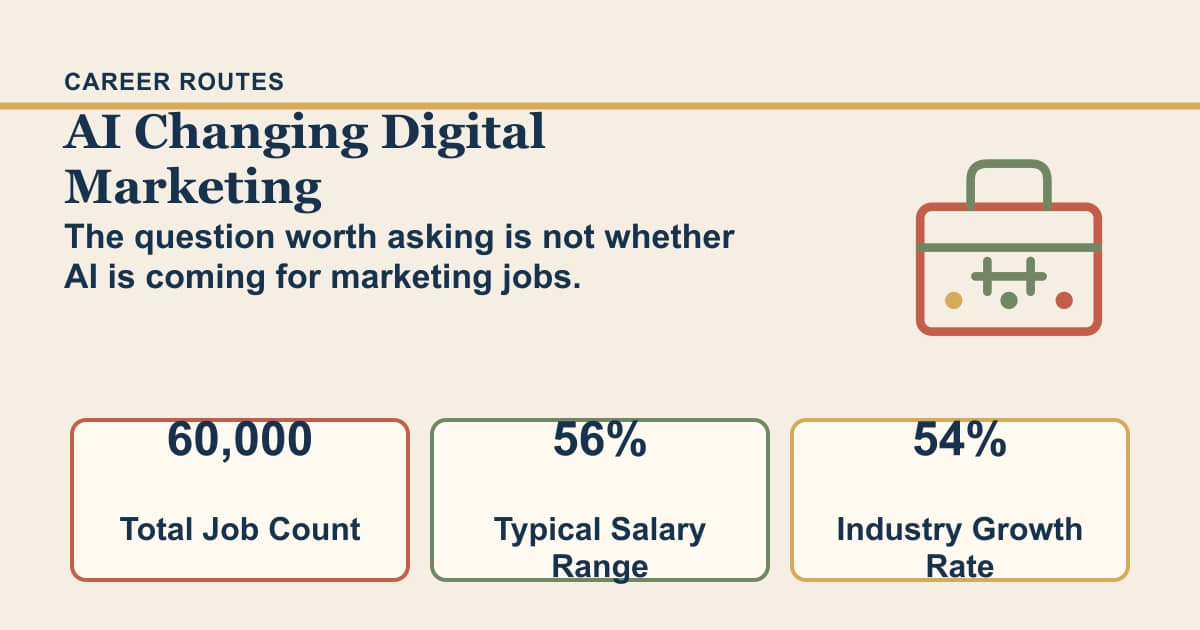 CAREER ROUTES
AI Changing Digital
Marketing
The question worth asking is not whether
AI is coming for marketing jobs.
60,000
Total Job Count
56%
Typical Salary
Range
54%
Industry Growth
Rate